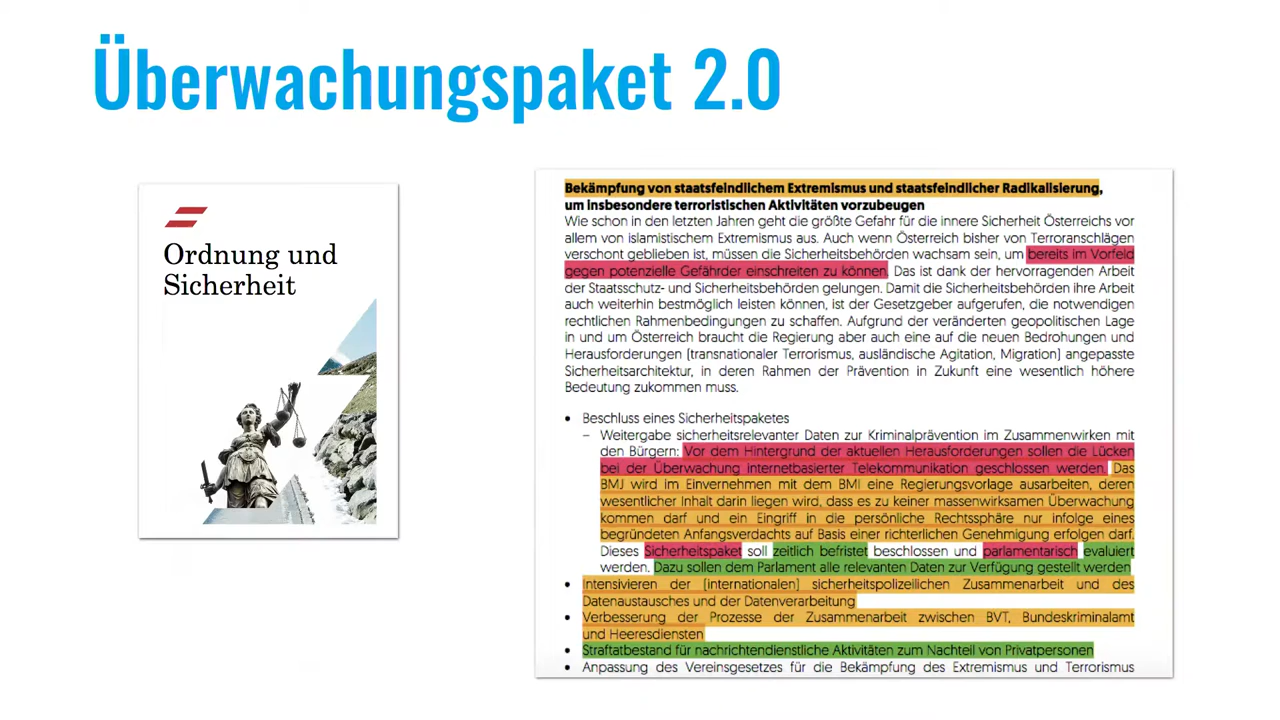 Überwachungspaket 2.0
Ordnung und
Sicherheit
Bekämpfung von staatsfeindlichem Extremismus und staatsfeindlicher Radikalisierung,
um insbesondere terroristischen Aktivitäten vorzubeugen
Wie schon in den letzten Jahren geht die größte Gefahr für die innere Sicherheit Österreichs vor
allem von islamistischem Extremismus aus. Auch wenn Österreich bisher von Terroranschlägen
verschont geblieben ist, müssen die Sicherheitsbehörden wachsam sein, um bereits im Vorfeld
gegen potenzielle Gefährder einschreiten zu können. Das ist dank der hervorragenden Arbeit
der Staatsschutz- und Sicherheitsbehörden gelungen. Damit die Sicherheitsbehörden ihre Arbeit
auch weiterhin bestmöglich leisten können, ist der Gesetzgeber aufgerufen, die notwendigen
rechtlichen Rahmenbedingungen zu schaffen. Aufgrund der veränderten geopolitischen Lage
in und um Österreich braucht die Regierung aber auch eine auf die neuen Bedrohungen und
Herausforderungen [transnationaler Terrorismus, ausländische Agitation, Migration] angepasste
Sicherheitsarchitektur, in deren Rahmen der Prävention in Zukunft eine wesentlich höhere
Bedeutung zukommen muss.
• Beschluss eines Sicherheitspaketes
– Weitergabe sicherheitsrelevanter Daten zur Kriminalprävention im Zusammenwirken mit
den Bürgern: Vor dem Hintergrund der aktuellen Herausforderungen sollen die Lücken
bei der Überwachung internetbasierter Telekommunikation geschlossen werden. Das
BMJ wird im Einvernehmen mit dem BMI eine Regierungsvorlage ausarbeiten, deren
wesentlicher Inhalt darin liegen wird, dass es zu keiner massenwirksamen Überwachung
kommen darf und ein Eingriff in die persönliche Rechtssphäre nur infolge eines
begründeten Anfangsverdachts auf Basis einer richterlichen Genehmigung erfolgen darf.
Dieses Sicherheitspaket soll zeitlich befristet beschlossen und parlamentarisch evaluiert
werden. Dazu sollen dem Parlament alle relevanten Daten zur Verfügung gestellt werden
• Intensivieren der [internationalen] sicherheitspolizeilichen Zusammenarbeit und des
Datenaustausches und der Datenverarbeitung
• Verbesserung der Prozesse der Zusammenarbeit zwischen BVT, Bundeskriminalamt
und Heeresdiensten
• Straftatbestand für nachrichtendienstliche Aktivitäten zum Nachteil von Privatpersonen
• Anpassung des Vereinsgesetzes für die Bekämpfung des Extremismus und Terrorismus